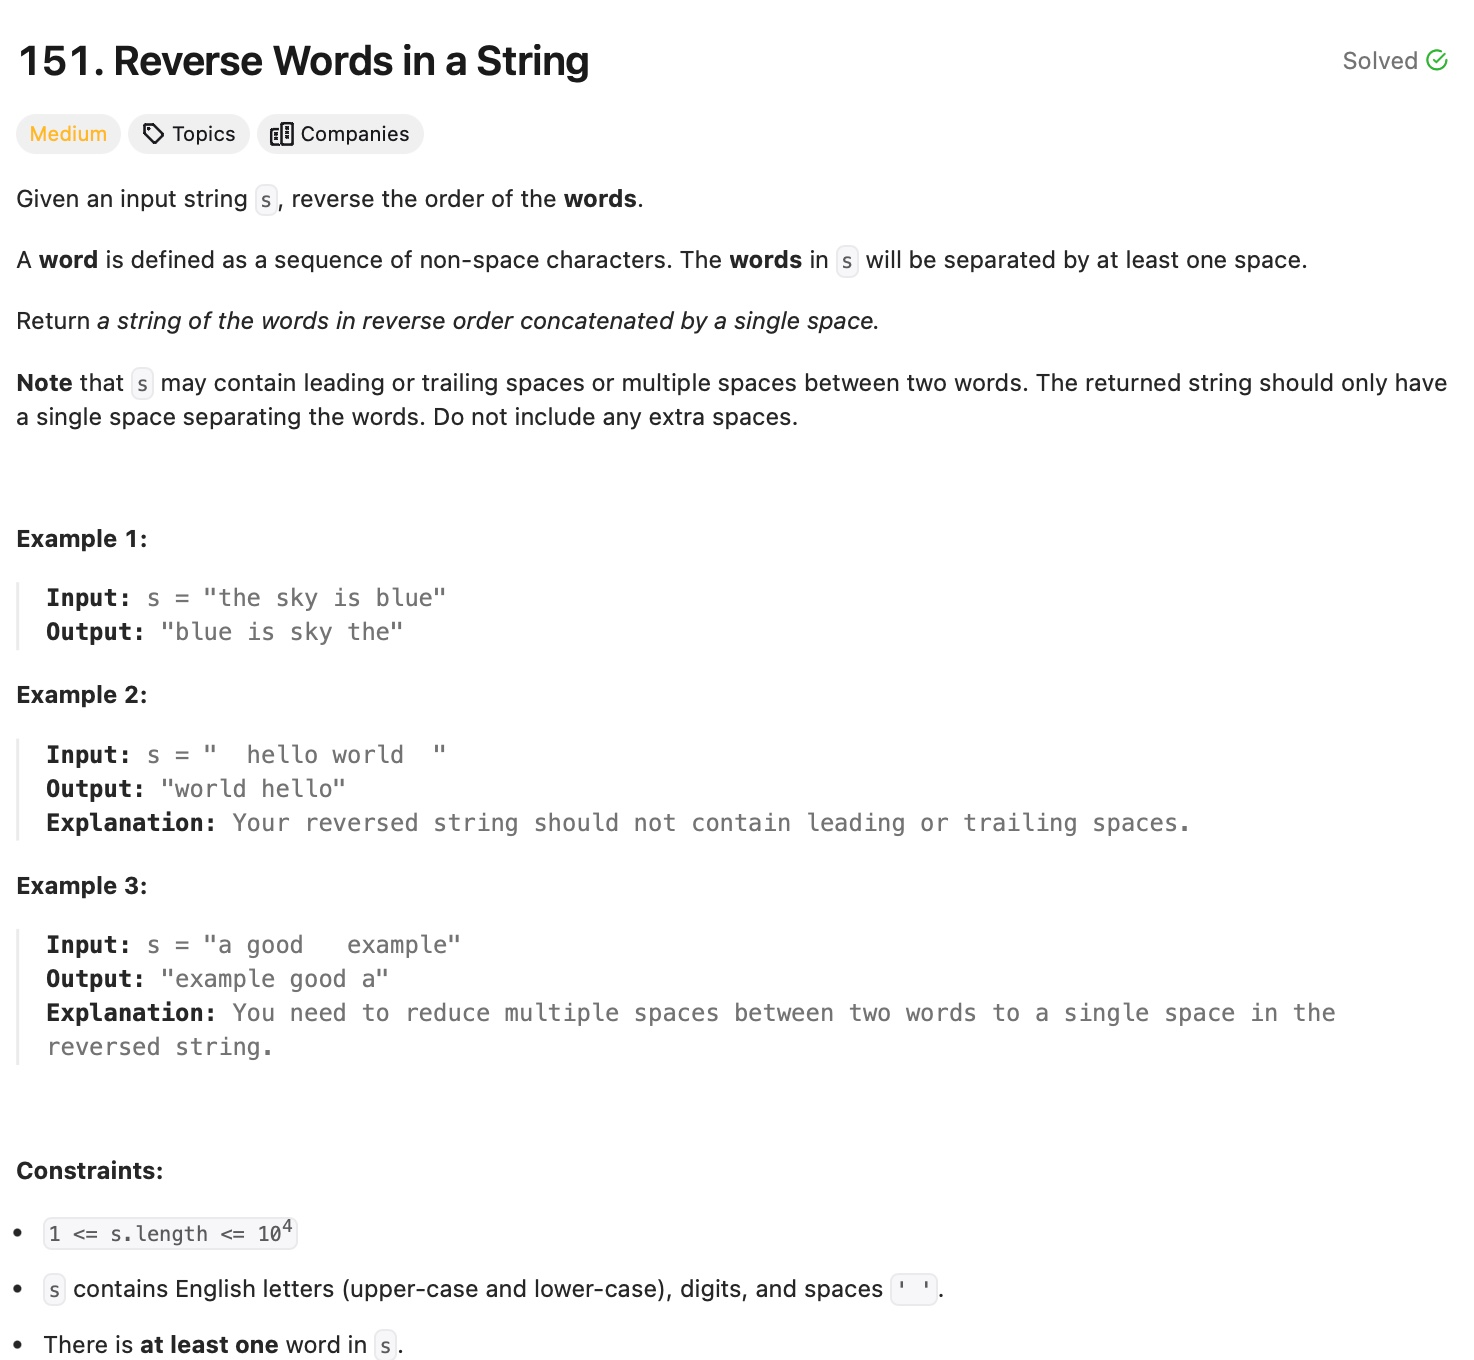 151. Reverse Words in a String
Solved
Medium
Topics
Companies
Given an input string s, reverse the order of the words.
A word is defined as a sequence of non-space characters. The words in s will be separated by at least one space.
Return a string of the words in reverse order concatenated by a single space.
Note that s may contain leading or trailing spaces or multiple spaces between two words. The returned string should only have
a single space separating the words. Do not include any extra spaces.
Example 1:
Input: s = "the sky is blue"
Output: "blue is sky the"
Example 2:
Input: s = "  hello world  "
Output: "world hello"
Explanation: Your reversed string should not contain leading or trailing spaces.
Example 3:
Input: s = "a good   example"
Output: "example good a"
Explanation: You need to reduce multiple spaces between two words to a single space in the
reversed string.
Constraints:
• 1 <= s.length <= 10⁴
• s contains English letters (upper-case and lower-case), digits, and spaces ' '.
• There is at least one word in s.